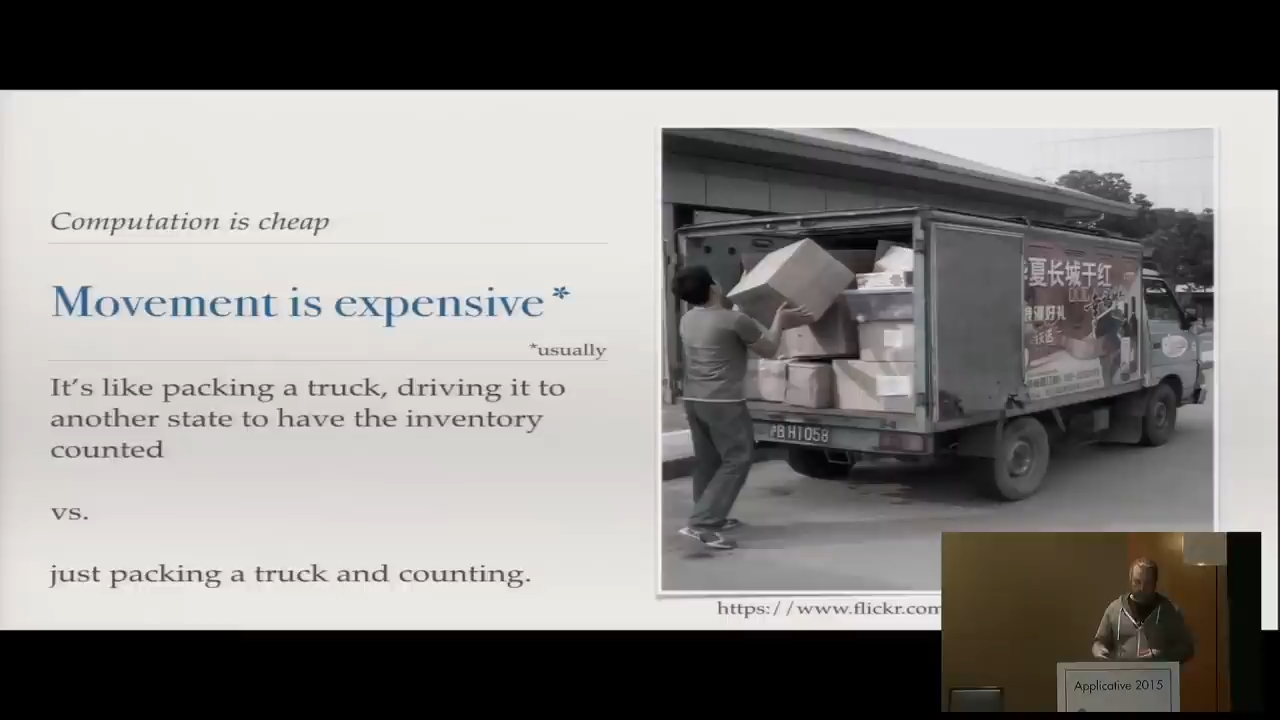 Computation is cheap
Movement is expensive*
*usually
It's like packing a truck, driving it to
another state to have the inventory
counted
vs.
just packing a truck and counting.
夏长城干红
BH1058
https://www.flickr.com
Applicative 2015